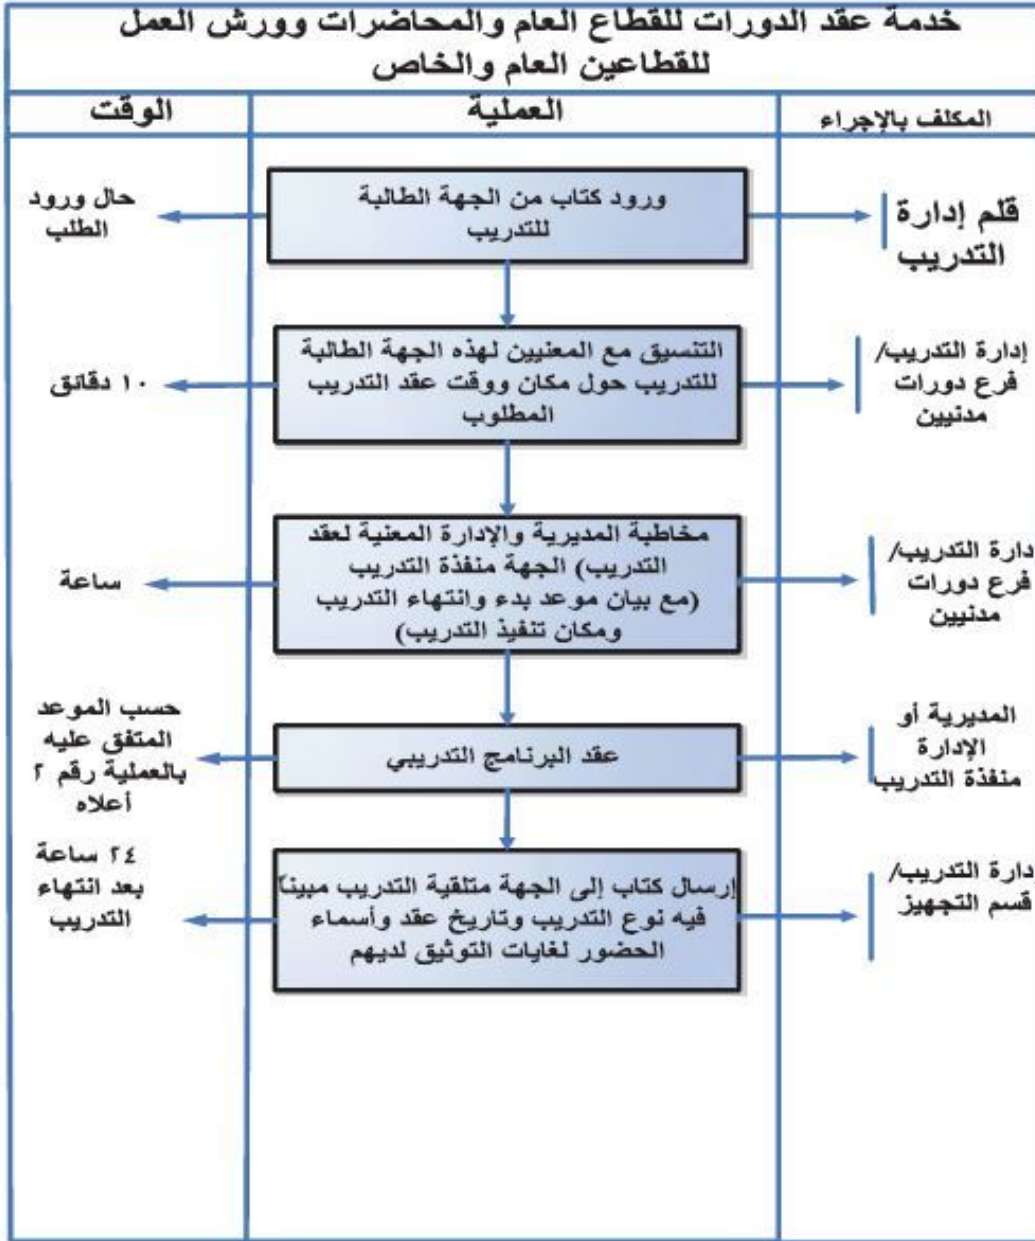 خدمة عقد الدورات للقطاع العام والمحاضرات وورش العمل
للقطاعين العام والخاص
المكلف بالإجراء
العملية
الوقت
قلم إدارة
التدريب
ورود كتاب من الجهة الطالبة
للتدريب
حال ورود
الطلب
إدارة التدريب/
فرع دورات
مدنيين
التنسيق مع المعنيين لهذه الجهة الطالبة
للتدريب حول مكان ووقت عقد التدريب
المطلوب
١٠ دقائق
دارة التدريب/
فرع دورات
مدنيين
مخاطبة المديرية والإدارة المعنية لعقد
التدريب) الجهة منفذة التدريب
(مع بيان موعد بدء وانتهاء التدريب
ومكان تنفيذ التدريب)
ساعة
المديرية أو
الإدارة
منفذة التدريب
عقد البرنامج التدريبي
حسب الموعد
المتفق عليه
بالعملية رقم ٢
أعلاه
دارة التدريب/
قسم التجهيز
إرسال كتاب إلى الجهة متلقية التدريب مبيناً
فيه نوع التدريب وتاريخ عقد وأسماء
الحضور لغايات التوثيق لديهم
٢٤ ساعة
بعد انتهاء
التدريب